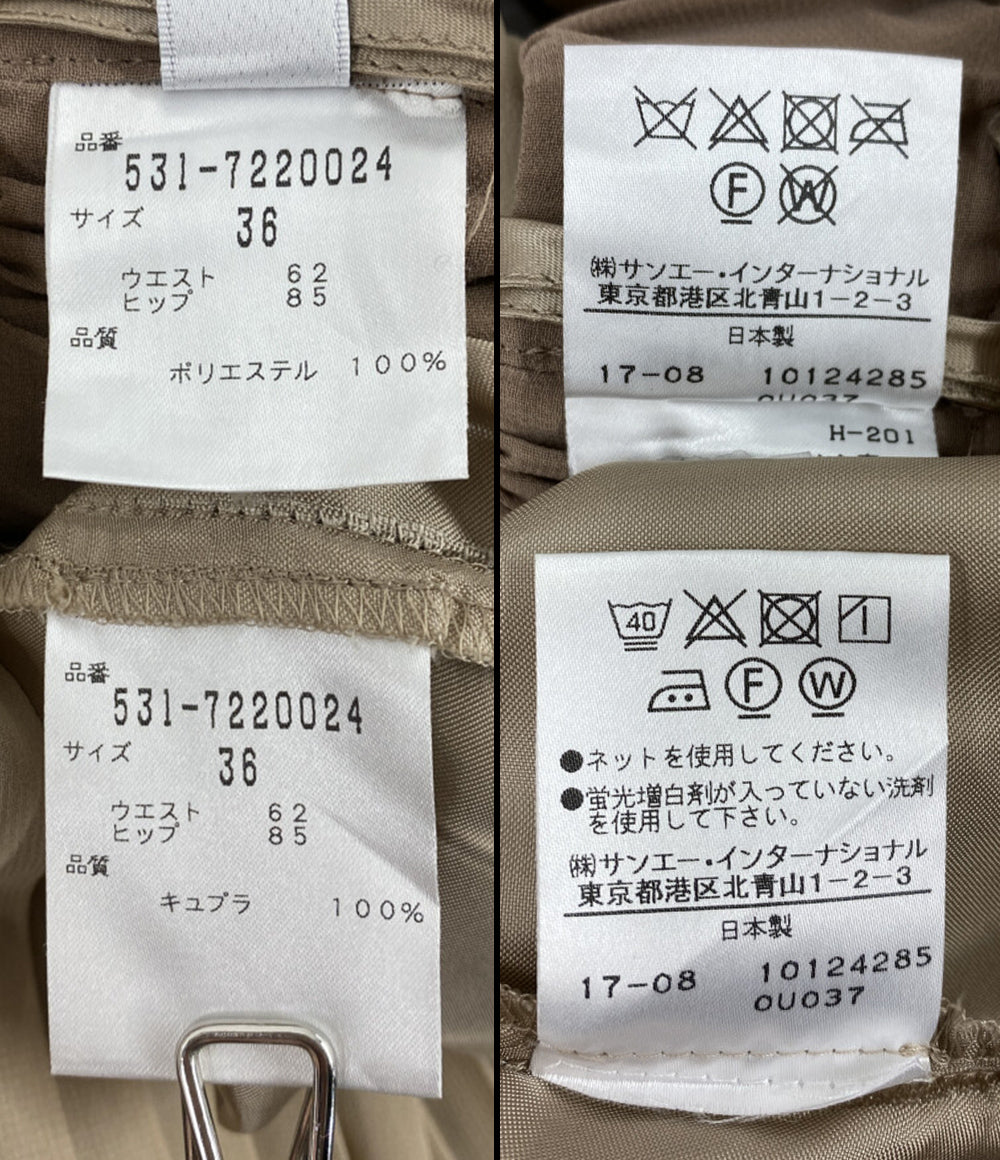 品番
531-7220024
サイズ
36
ウエスト 62
ヒップ 85
品質
ポリエステル 100%
品番
531-7220024
サイズ
36
ウエスト 62
ヒップ 85
品質
キュプラ 100%
F W
㈱サンエー・インターナショナル
東京都港区北青山1-2-3
日本製
17-08 10124285
0U037
H-201
40
F W
●ネットを使用してください。
●蛍光増白剤が入っていない洗剤
を使用して下さい。
㈱サンエー・インターナショナル
東京都港区北青山1-2-3
日本製
17-08 10124285
0U037